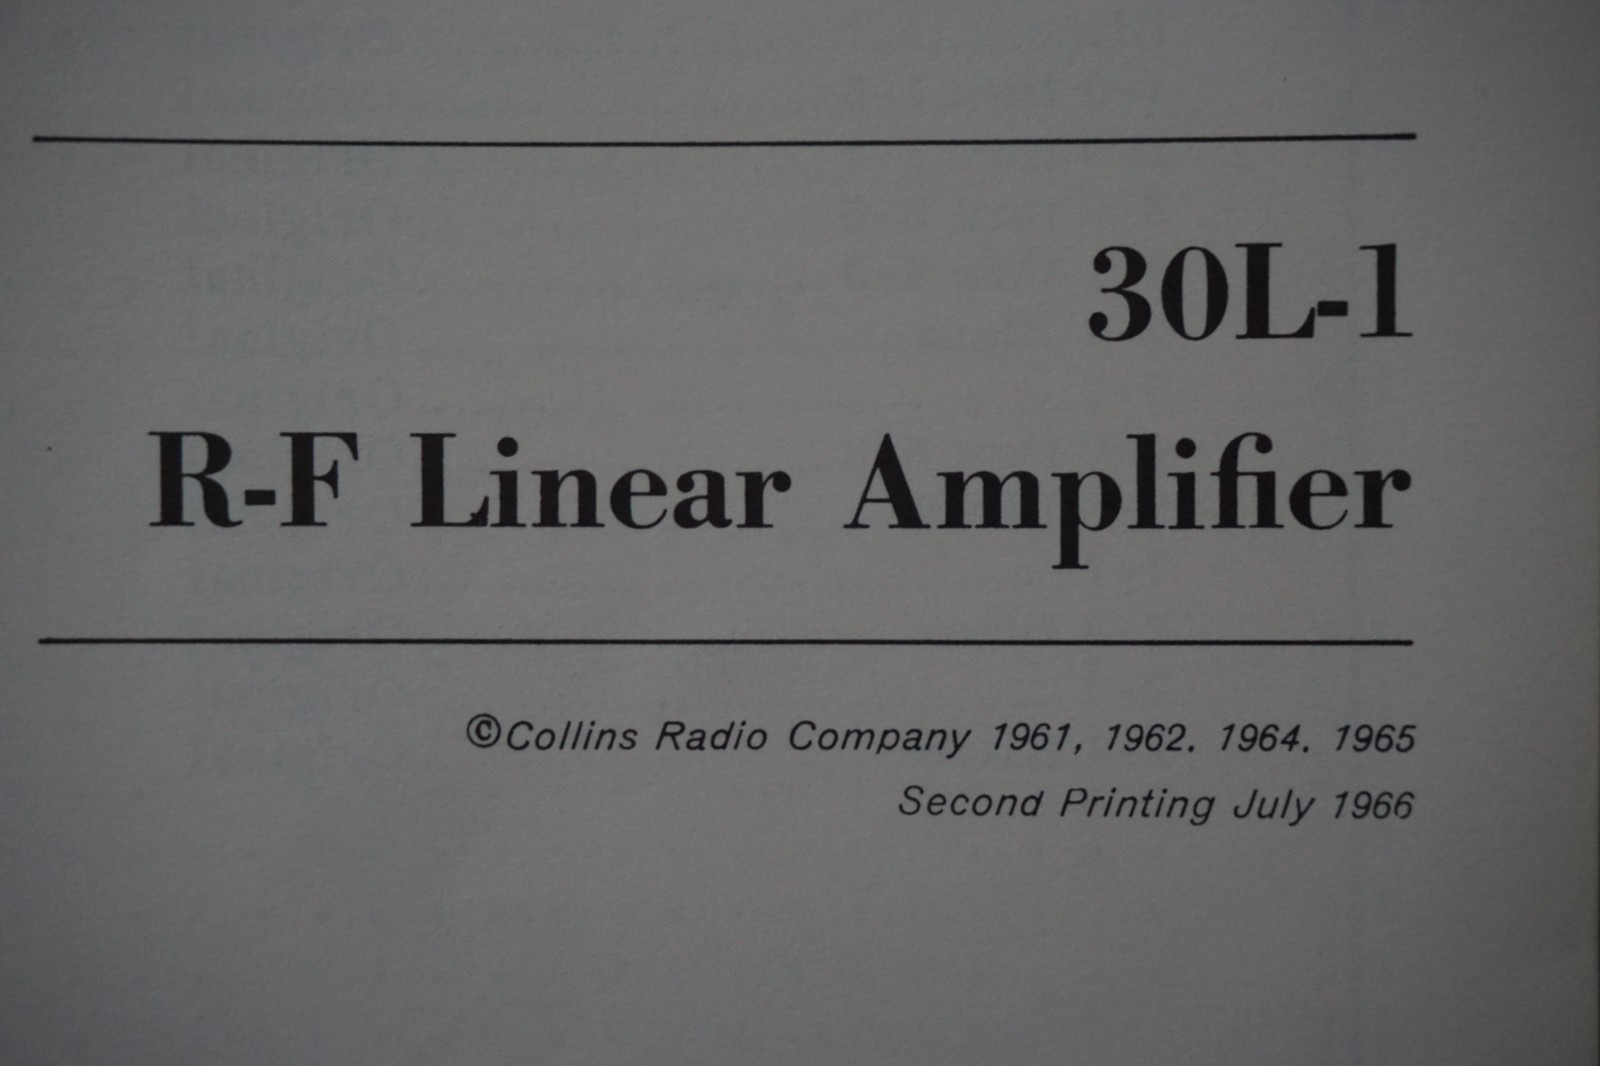 30L-1
R-F Linear Amplifier
©Collins Radio Company 1961, 1962. 1964. 1965
Second Printing July 1966